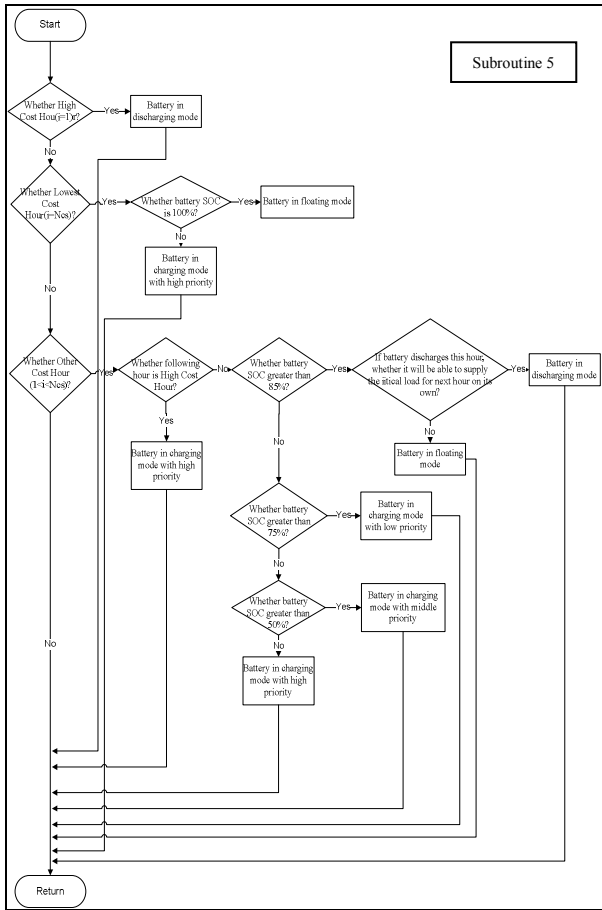 Start
Subroutine 5
Whether High
Cost Hou(i=1)r?
Yes
Battery in
discharging mode
No
Whether Lowest
Cost
Hour(i=Ncs)?
Yes
Whether battery SOC
is 100%?
Yes
Battery in floating mode
No
Battery in
charging mode
with high priority
No
Whether Other
Cost Hour
(1<i<Ncs)?
Yes
Whether following
hour is High Cost
Hour?
No
Whether battery
SOC greater than
85%?
Yes
If battery discharges this hour,
whether it will be able to supply
the itical load for next hour on its
own?
Yes
Battery in
discharging mode
Yes
Battery in charging
mode with high
priority
No
No
Battery in floating
mode
Whether battery
SOC greater than
75%?
Yes
Battery in
charging mode
with low priority
No
Whether battery
SOC greater than
50%?
Yes
Battery in charging
mode with middle
priority
No
No
Battery in charging
mode with high
priority
Return